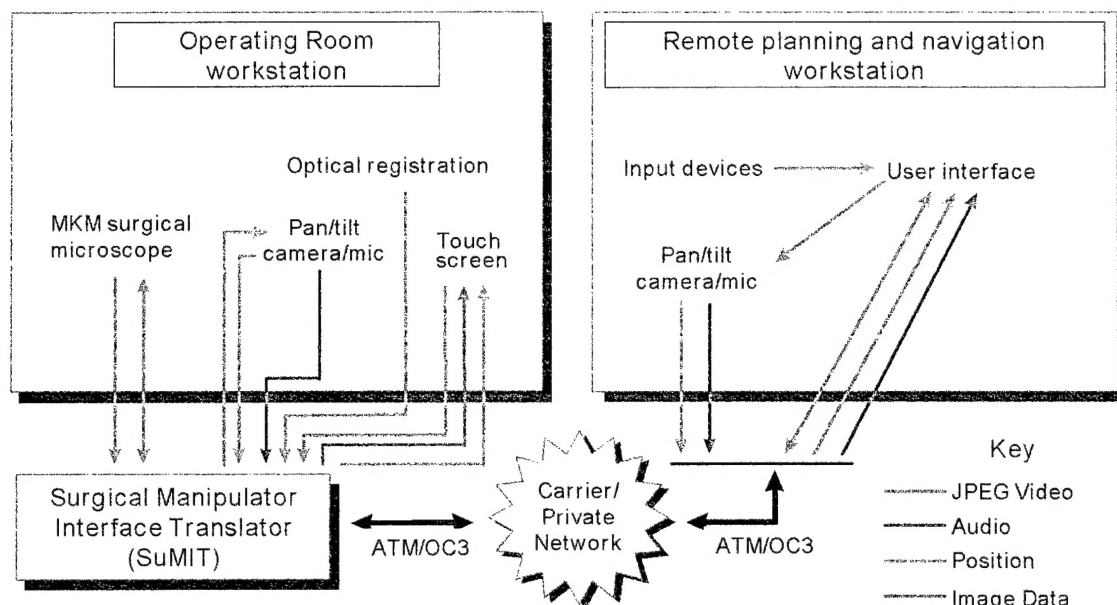 Operating Room
workstation
Remote planning and navigation
workstation
Optical registration
MKM surgical
microscope
Pan/tilt
camera/mic
Touch
screen
Input devices
User interface
Pan/tilt
camera/mic
Surgical Manipulator
Interface Translator
(SuMIT)
ATM/OC3
Carrier/
Private
Network
ATM/OC3
Key
JPEG Video
Audio
Position
Image Data